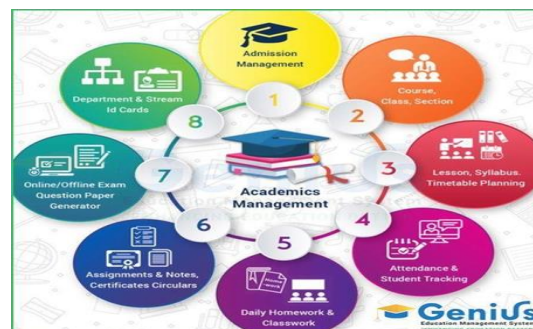 Admission
Management
1
Course,
Class, Section
2
Lesson, Syllabus.
Timetable Planning
3
Attendance &
Student Tracking
4
Daily Homework &
Classwork
5
Assignments & Notes,
Certificates Circulars
6
Online/Offline Exam
Question Paper
Generator
7
Department & Stream
Id Cards
8
Academics
Management
Genius
Education Management System